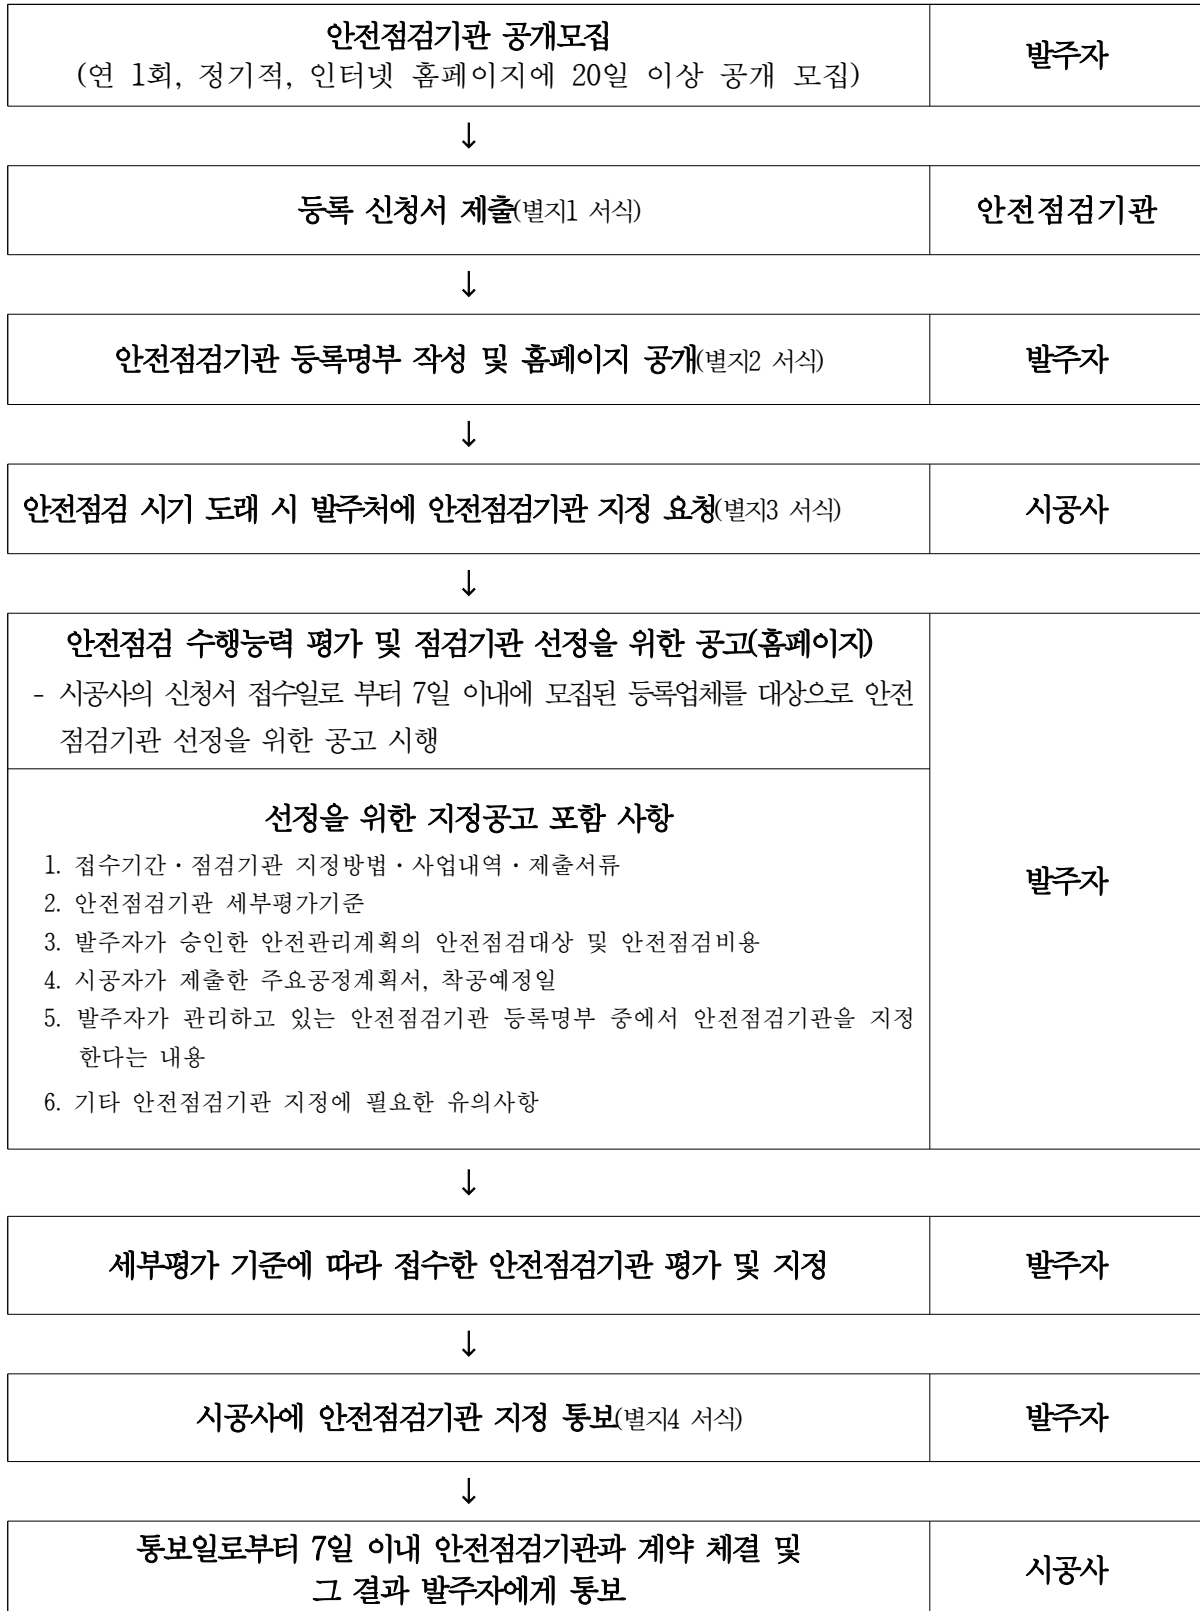 안전점검기관 공개모집
(연 1회, 정기적, 인터넷 홈페이지에 20일 이상 공개 모집)
발주자
↓
등록 신청서 제출(별지1 서식)
안전점검기관
↓
안전점검기관 등록명부 작성 및 홈페이지 공개(별지2 서식)
발주자
↓
안전점검 시기 도래 시 발주처에 안전점검기관 지정 요청(별지3 서식)
시공사
↓
안전점검 수행능력 평가 및 점검기관 선정을 위한 공고(홈페이지)
- 시공사의 신청서 접수일로 부터 7일 이내에 모집된 등록업체를 대상으로 안전
점검기관 선정을 위한 공고 시행
선정을 위한 지정공고 포함 사항
1. 접수기간・점검기관 지정방법・사업내역・제출서류
2. 안전점검기관 세부평가기준
3. 발주자가 승인한 안전관리계획의 안전점검대상 및 안전점검비용
4. 시공자가 제출한 주요공정계획서, 착공예정일
5. 발주자가 관리하고 있는 안전점검기관 등록명부 중에서 안전점검기관을 지정
한다는 내용
6. 기타 안전점검기관 지정에 필요한 유의사항
발주자
↓
세부평가 기준에 따라 접수한 안전점검기관 평가 및 지정
발주자
↓
시공사에 안전점검기관 지정 통보(별지4 서식)
발주자
↓
통보일로부터 7일 이내 안전점검기관과 계약 체결 및
그 결과 발주자에게 통보
시공사